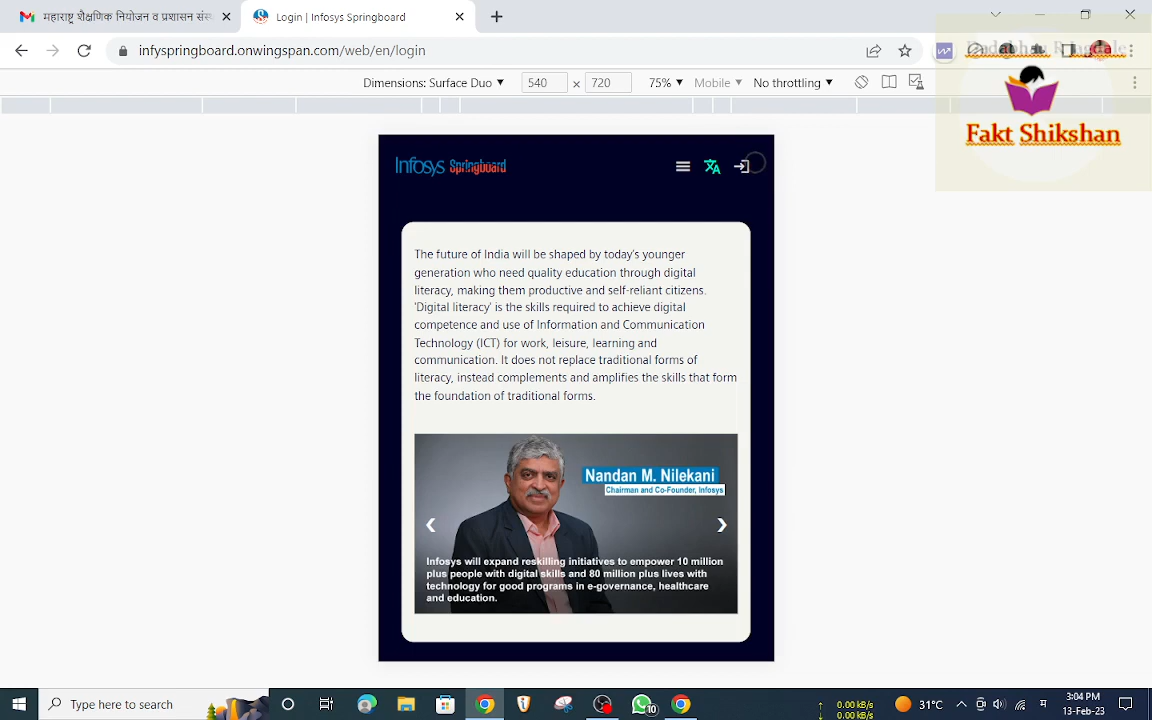 महाराष्ट्र शैक्षणिक नियोजन व प्रशासन संस्
Login | Infosys Springboard
infyspringboard.onwingspan.com/web/en/login
Dimensions: Surface Duo
540 × 720
75%
Mobile
No throttling
Fakt Shikshan
Infosys Springboard
The future of India will be shaped by today's younger
generation who need quality education through digital
literacy, making them productive and self-reliant citizens.
'Digital literacy' is the skills required to achieve digital
competence and use of Information and Communication
Technology (ICT) for work, leisure, learning and
communication. It does not replace traditional forms of
literacy, instead complements and amplifies the skills that form
the foundation of traditional forms.
Nandan M. Nilekani
Chairman and Co-Founder, Infosys
Infosys will expand reskilling initiatives to empower 10 million
plus people with digital skills and 80 million plus lives with
technology for good programs in e-governance, healthcare
and education.
Type here to search
10
0.00 kB/s
0.00 kB/s
31°C
म
3:04 PM
13-Feb-23